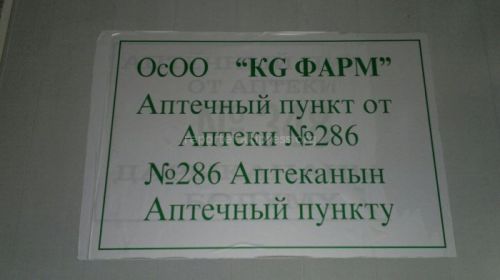 ОсОО “KG ФАРМ”
Аптечный пункт от
Аптеки №286
№286 Аптеканын
Аптечный пункту